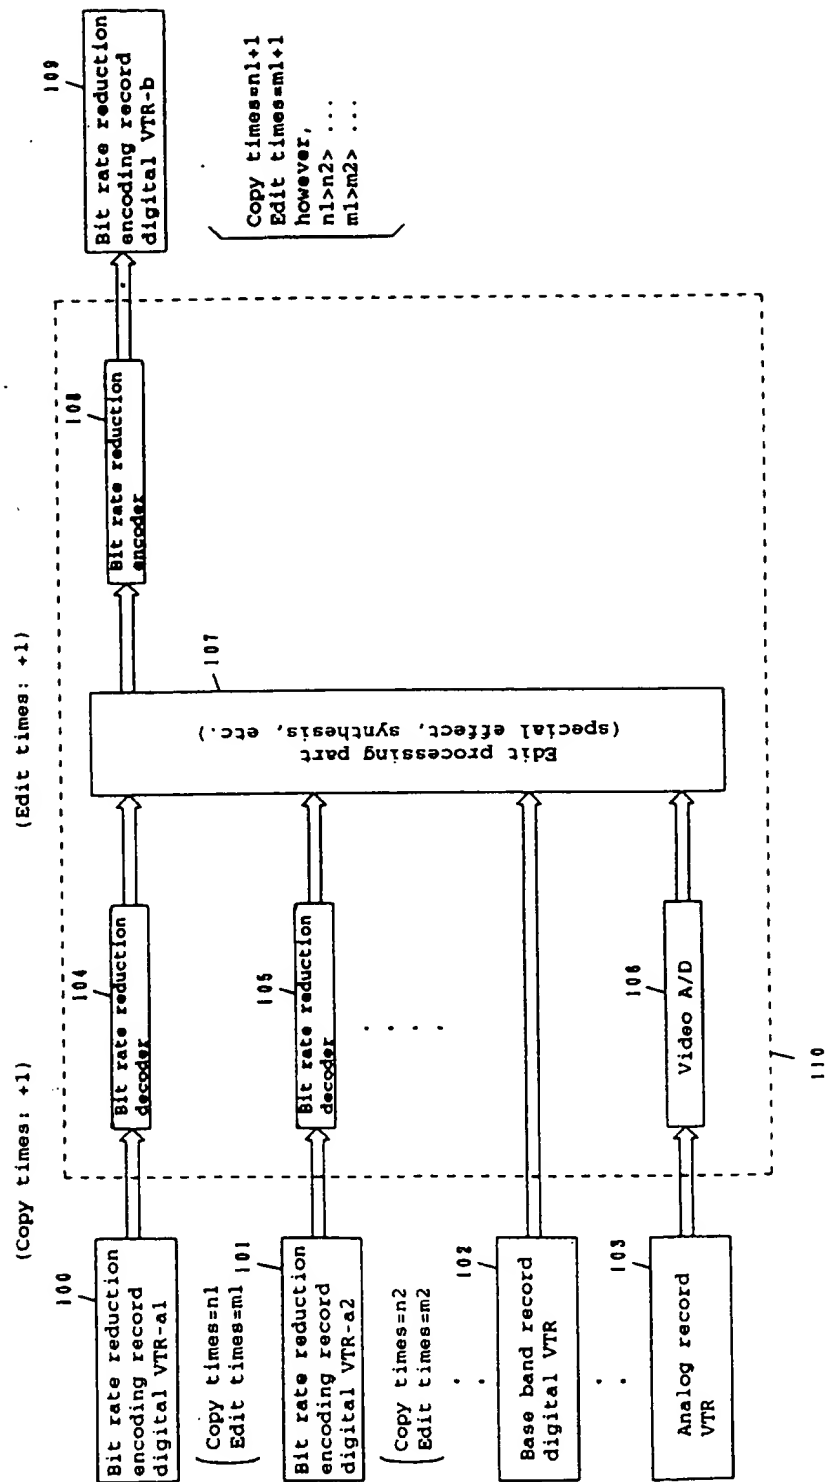 (Copy times: +1)
(Edit times: +1)
100
Bit rate reduction
encoding record
digital VTR-a1
(Copy times=n1
Edit times=m1
101
Bit rate reduction
encoding record
digital VTR-a2
(Copy times=n2
Edit times=m2
. .
102
Base band record
digital VTR
. .
103
Analog record
VTR
104
Bit rate reduction
decoder
105
Bit rate reduction
decoder
. . . .
106
Video A/D
107
Edit processing part
(special effect, synthesis, etc.)
108
Bit rate reduction
encoder
109
Bit rate reduction
encoding record
digital VTR-b
Copy times=n1+1
Edit times=m1+1
however,
n1>n2> ...
m1>m2> ...
110